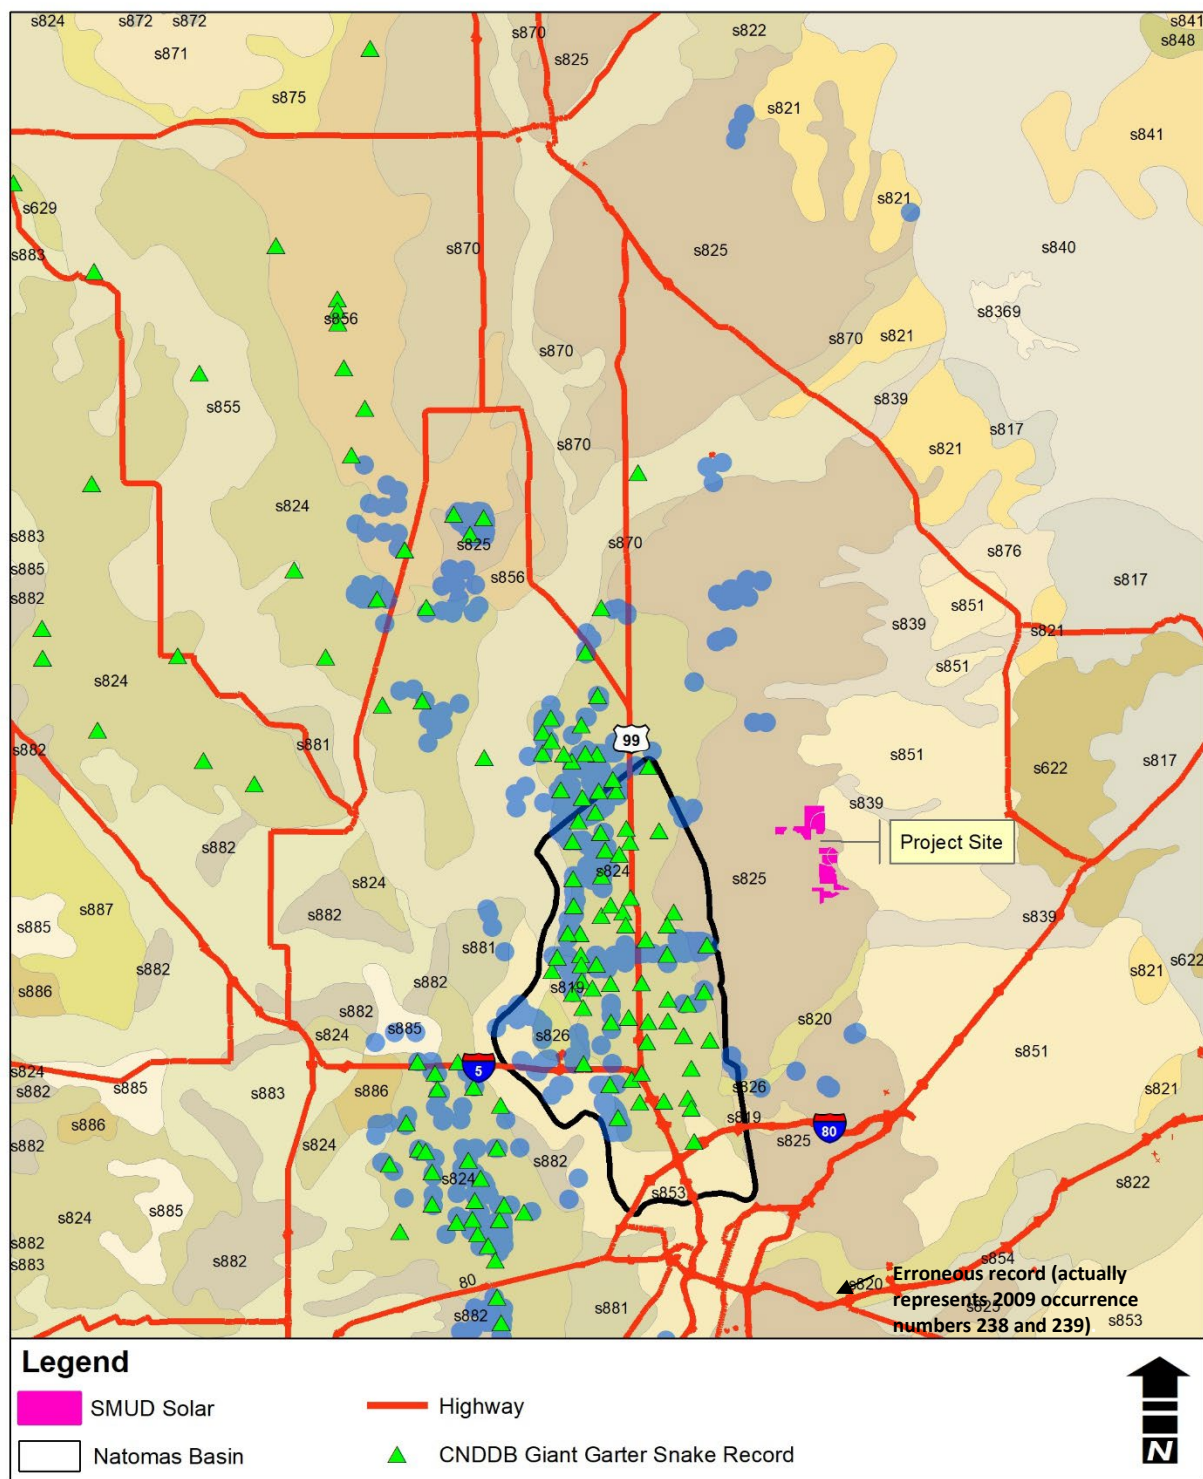 s824
s872
s872
s871
s870
s825
s822
s841
s848
s875
s821
s841
s629
s821
s883
s870
s825
s840
s856
s8369
s870
s870
s821
s855
s839
s817
s870
s821
s824
s883
s825
s870
s876
s885
s856
s817
s882
s851
s839
s821
s851
s824
s881
99
s882
s851
s817
s622
s839
Project Site
s882
s824
s825
s824
s887
s882
s885
s839
s881
s882
s882
s622
s821
s886
s819
s882
s885
s826
s820
s824
s851
s824
5
s882
s885
s883
s886
s826
s821
s886
s819
80
s882
s824
s825
s882
s824
s822
s853
s885
s824
s882
s882
s883
s854
80
s820
Erroneous record (actually
represents 2009 occurrence
numbers 238 and 239)
s825
s882
s881
s853
Legend
SMUD Solar
Highway
Natomas Basin
CNDDB Giant Garter Snake Record
N